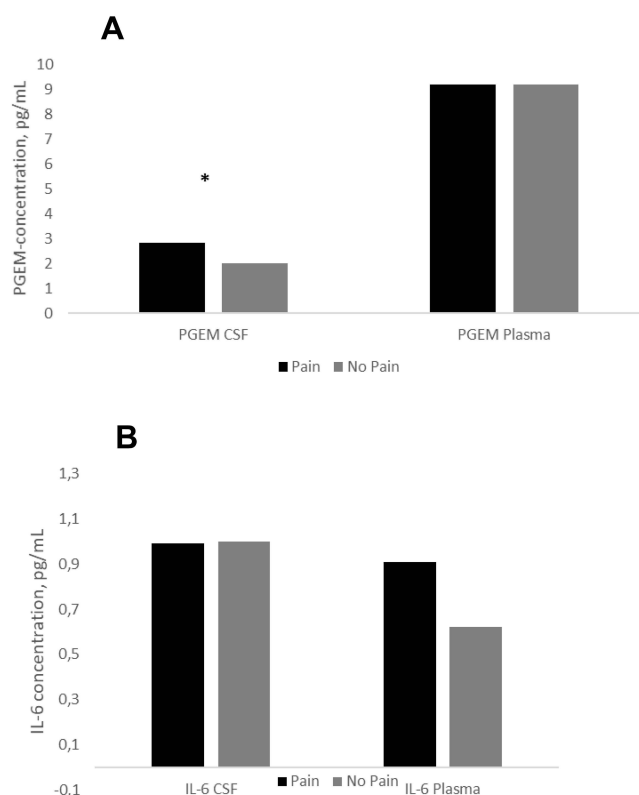 A
PGEM-concentration, pg/mL
10
9
8
7
6
5
4
3
2
1
0
*
PGEM CSF PGEM Plasma
Pain No Pain
B
IL-6 concentration, pg/mL
1,3
1,1
0,9
0,7
0,5
0,3
0,1
-0,1
IL-6 CSF IL-6 Plasma
Pain No Pain